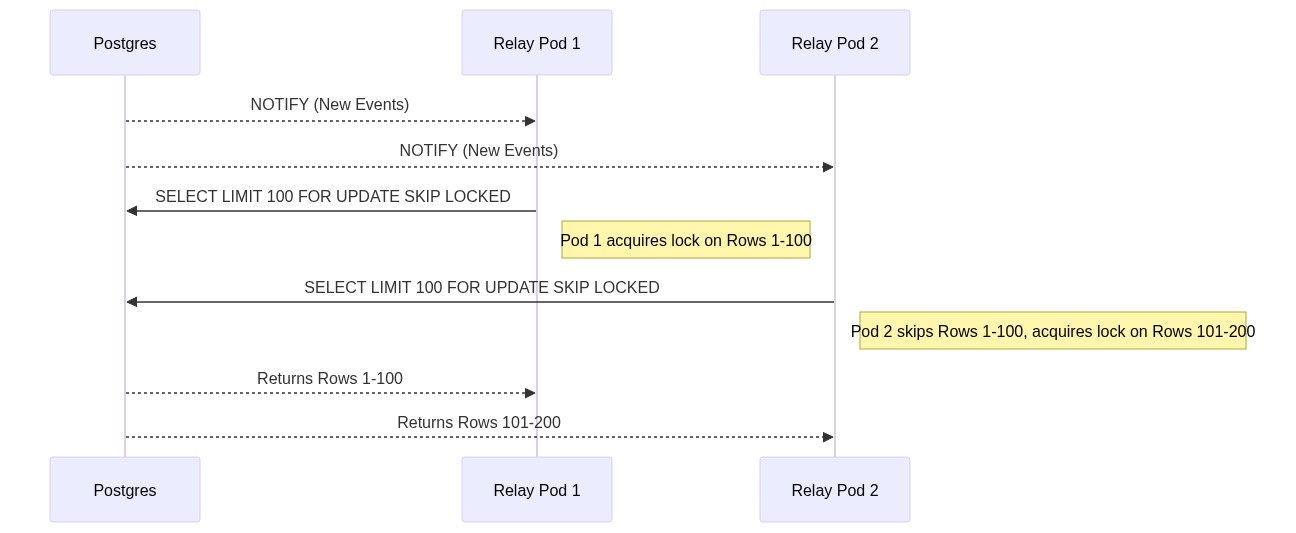 Postgres
Relay Pod 1
Relay Pod 2
NOTIFY (New Events)
NOTIFY (New Events)
SELECT LIMIT 100 FOR UPDATE SKIP LOCKED
Pod 1 acquires lock on Rows 1-100
SELECT LIMIT 100 FOR UPDATE SKIP LOCKED
Pod 2 skips Rows 1-100, acquires lock on Rows 101-200
Returns Rows 1-100
Returns Rows 101-200
Postgres
Relay Pod 1
Relay Pod 2